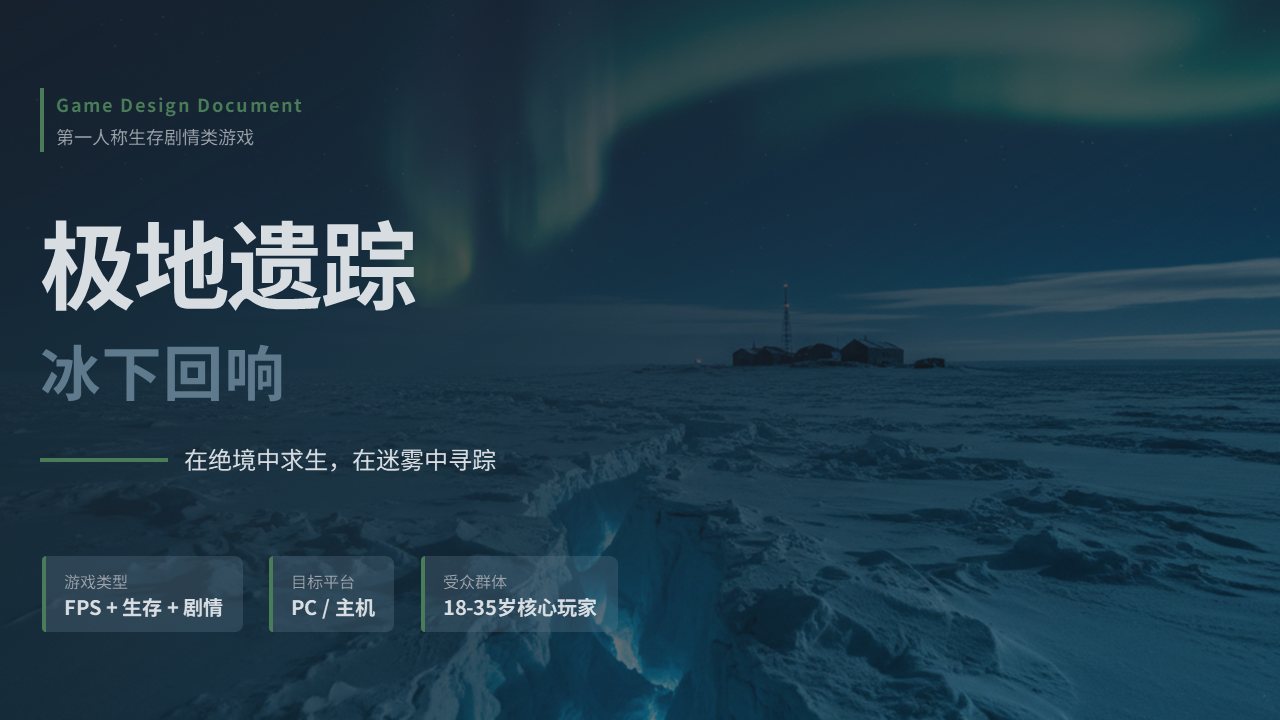 Game Design Document
第一人称生存剧情类游戏
极地遗踪
冰下回响
在绝境中求生，在迷雾中寻踪
游戏类型
FPS + 生存 + 剧情
目标平台
PC / 主机
受众群体
18-35岁核心玩家